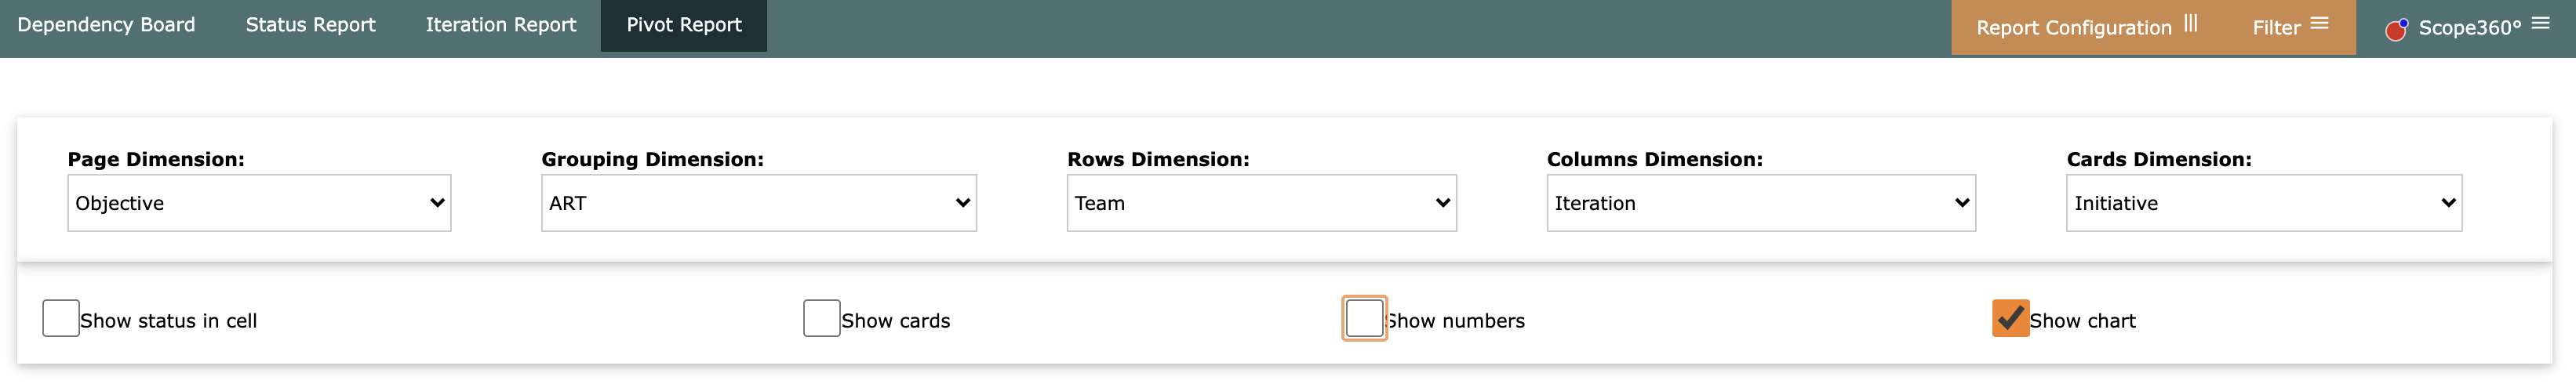 Dependency Board Status Report Iteration Report Pivot Report Report Configuration Filter Scope360°
Page Dimension: Grouping Dimension: Rows Dimension: Columns Dimension: Cards Dimension:
Objective ART Team Iteration Initiative
Show status in cell Show cards Show numbers Show chart